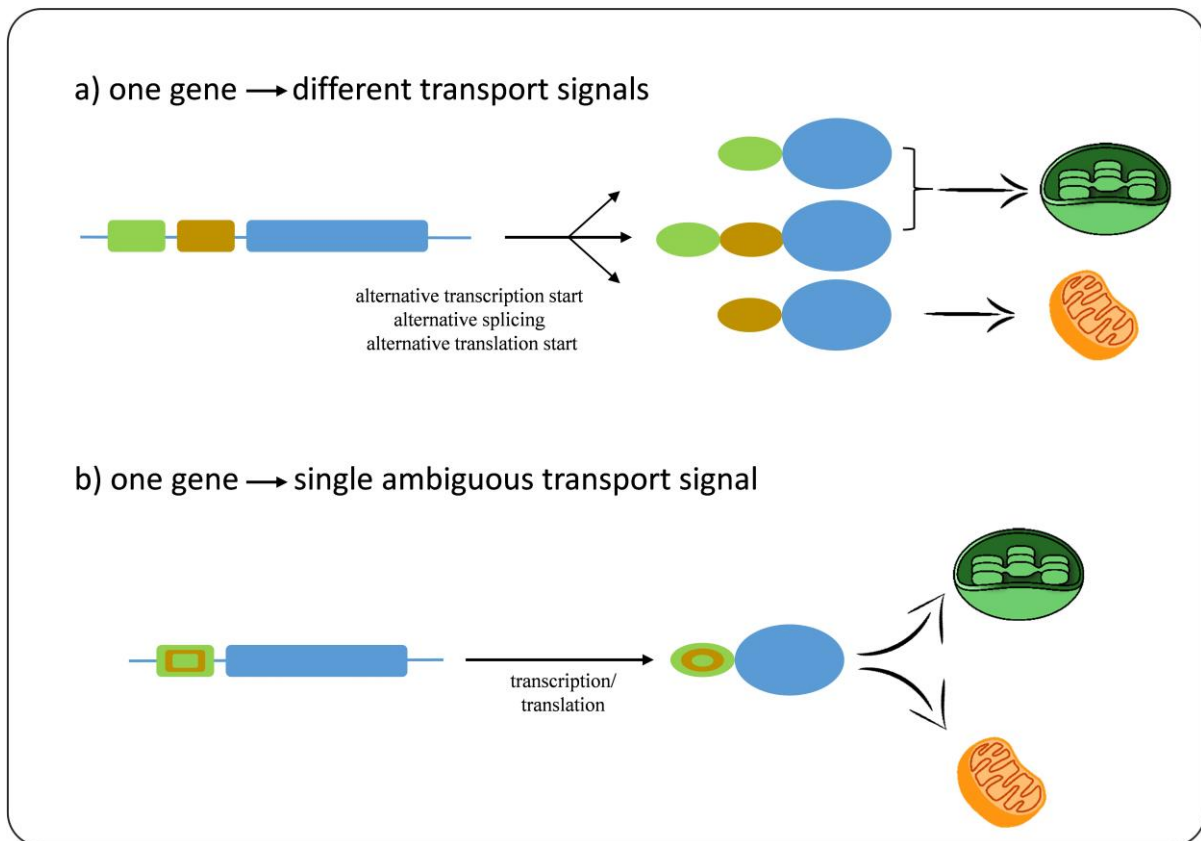 a) one gene → different transport signals
alternative transcription start
alternative splicing
alternative translation start
b) one gene → single ambiguous transport signal
transcription/
translation